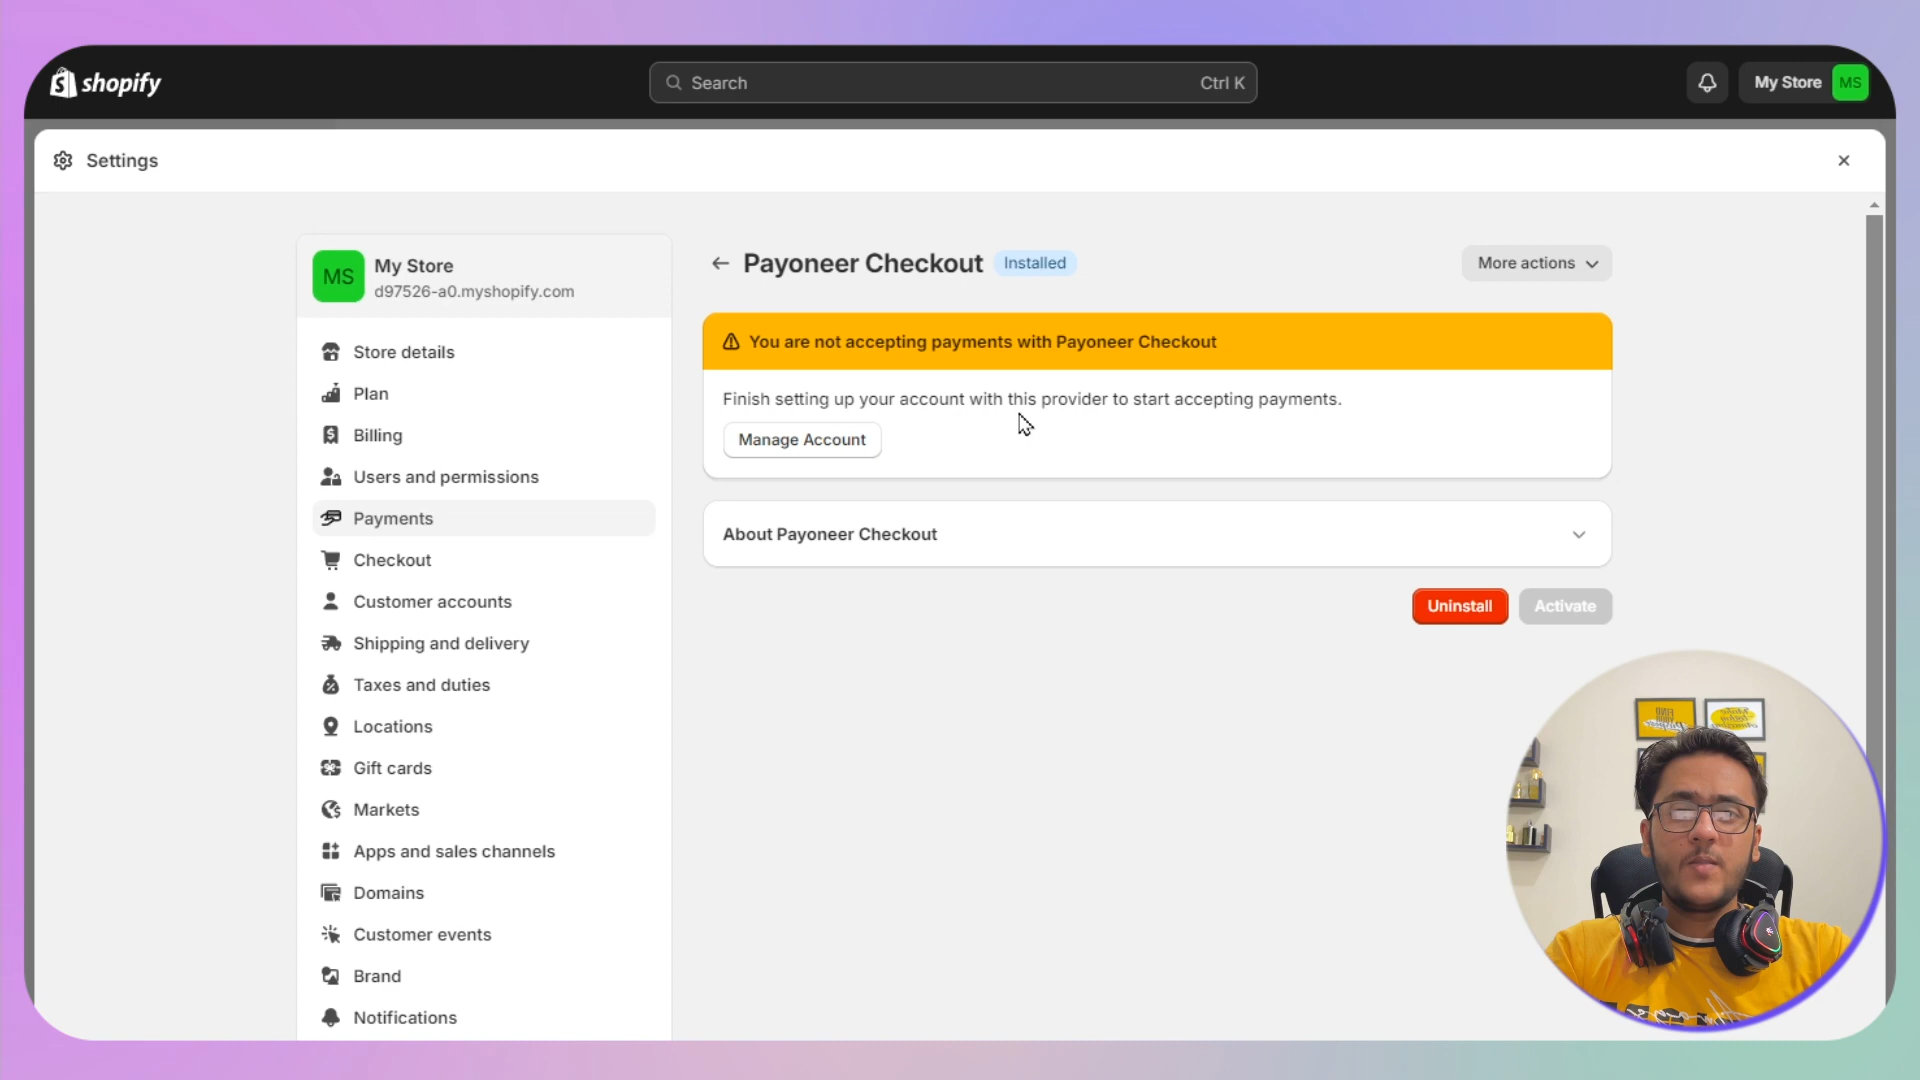 shopify
Search
Ctrl K
My Store
MS
Settings
MS
My Store
d97526-a0.myshopify.com
Store details
Plan
Billing
Users and permissions
Payments
Checkout
Customer accounts
Shipping and delivery
Taxes and duties
Locations
Gift cards
Markets
Apps and sales channels
Domains
Customer events
Brand
Notifications
Payoneer Checkout
Installed
More actions
You are not accepting payments with Payoneer Checkout
Finish setting up your account with this provider to start accepting payments.
Manage Account
About Payoneer Checkout
Uninstall
Activate